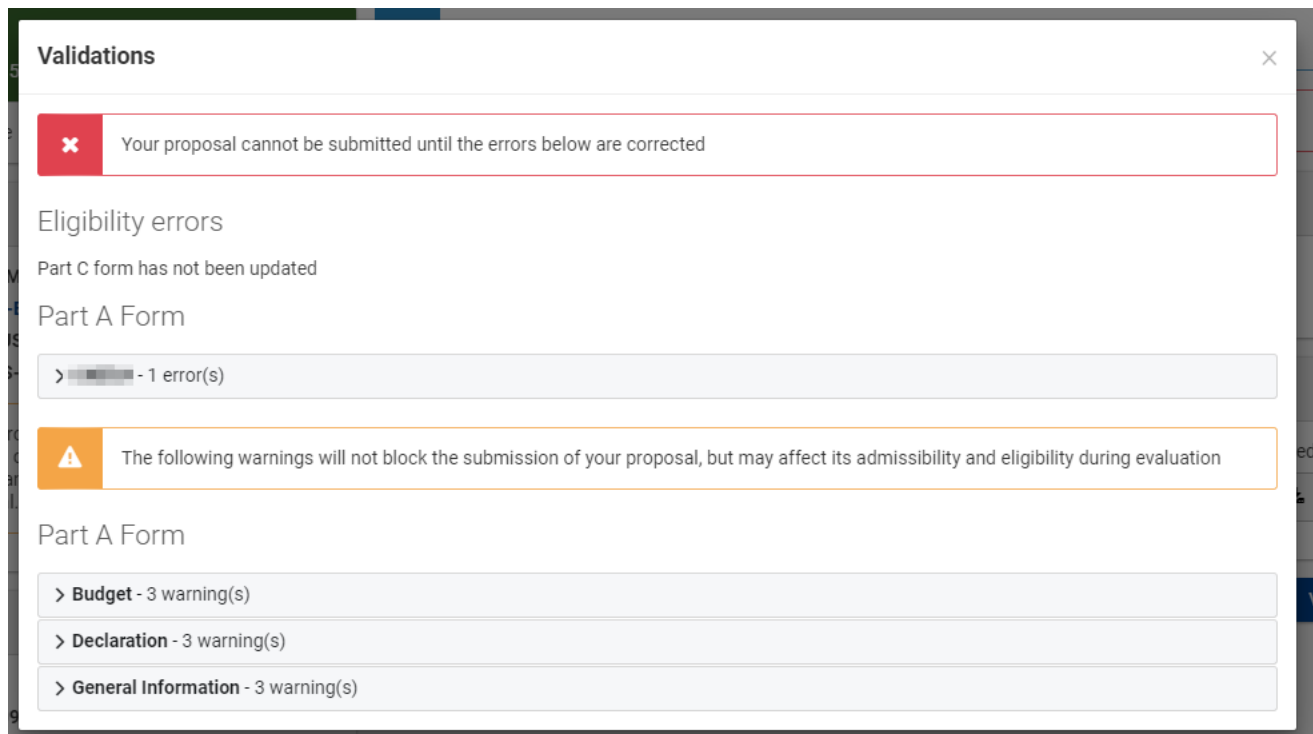 Validations
Your proposal cannot be submitted until the errors below are corrected
Eligibility errors
Part C form has not been updated
Part A Form
- 1 error(s)
The following warnings will not block the submission of your proposal, but may affect its admissibility and eligibility during evaluation
Part A Form
Budget - 3 warning(s)
Declaration - 3 warning(s)
General Information - 3 warning(s)